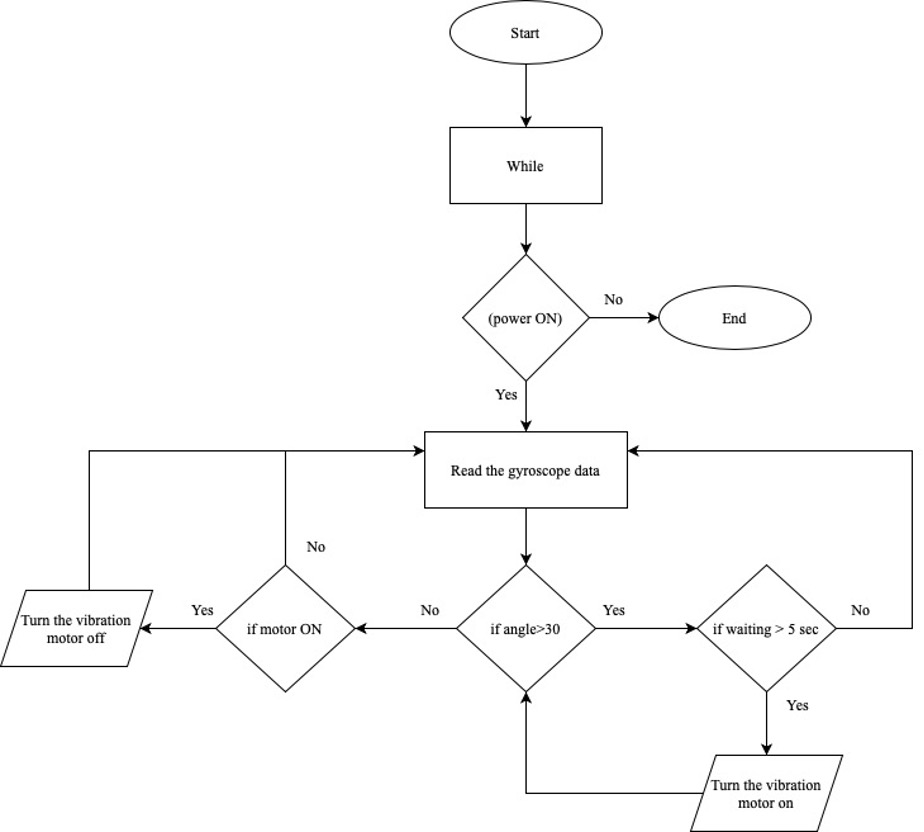 Start
While
(power ON)
No
End
Yes
Read the gyroscope data
No
Turn the vibration
motor off
Yes
if motor ON
No
if angle>30
Yes
if waiting > 5 sec
No
Yes
Turn the vibration
motor on